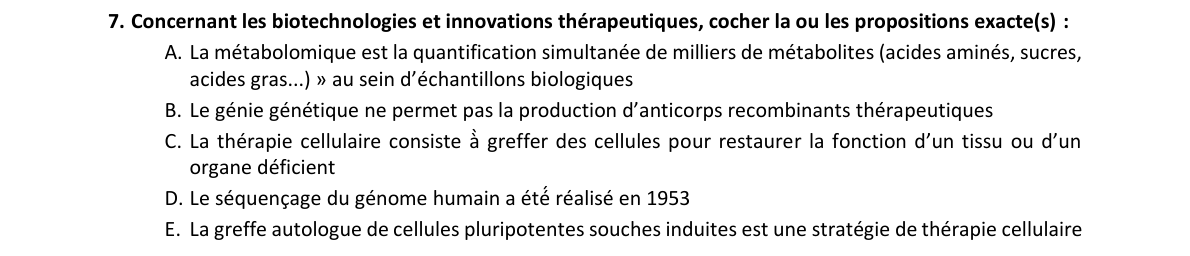 7. Concernant les biotechnologies et innovations thérapeutiques, cocher la ou les propositions exacte(s) :
A. La métabolomique est la quantification simultanée de milliers de métabolites (acides aminés, sucres,
acides gras...) » au sein d’échantillons biologiques
B. Le génie génétique ne permet pas la production d’anticorps recombinants thérapeutiques
C. La thérapie cellulaire consiste à̀ greffer des cellules pour restaurer la fonction d’un tissu ou d’un
organe déficient
D. Le séquençage du génome humain a été́ réalisé en 1953
E. La greffe autologue de cellules pluripotentes souches induites est une stratégie de thérapie cellulaire